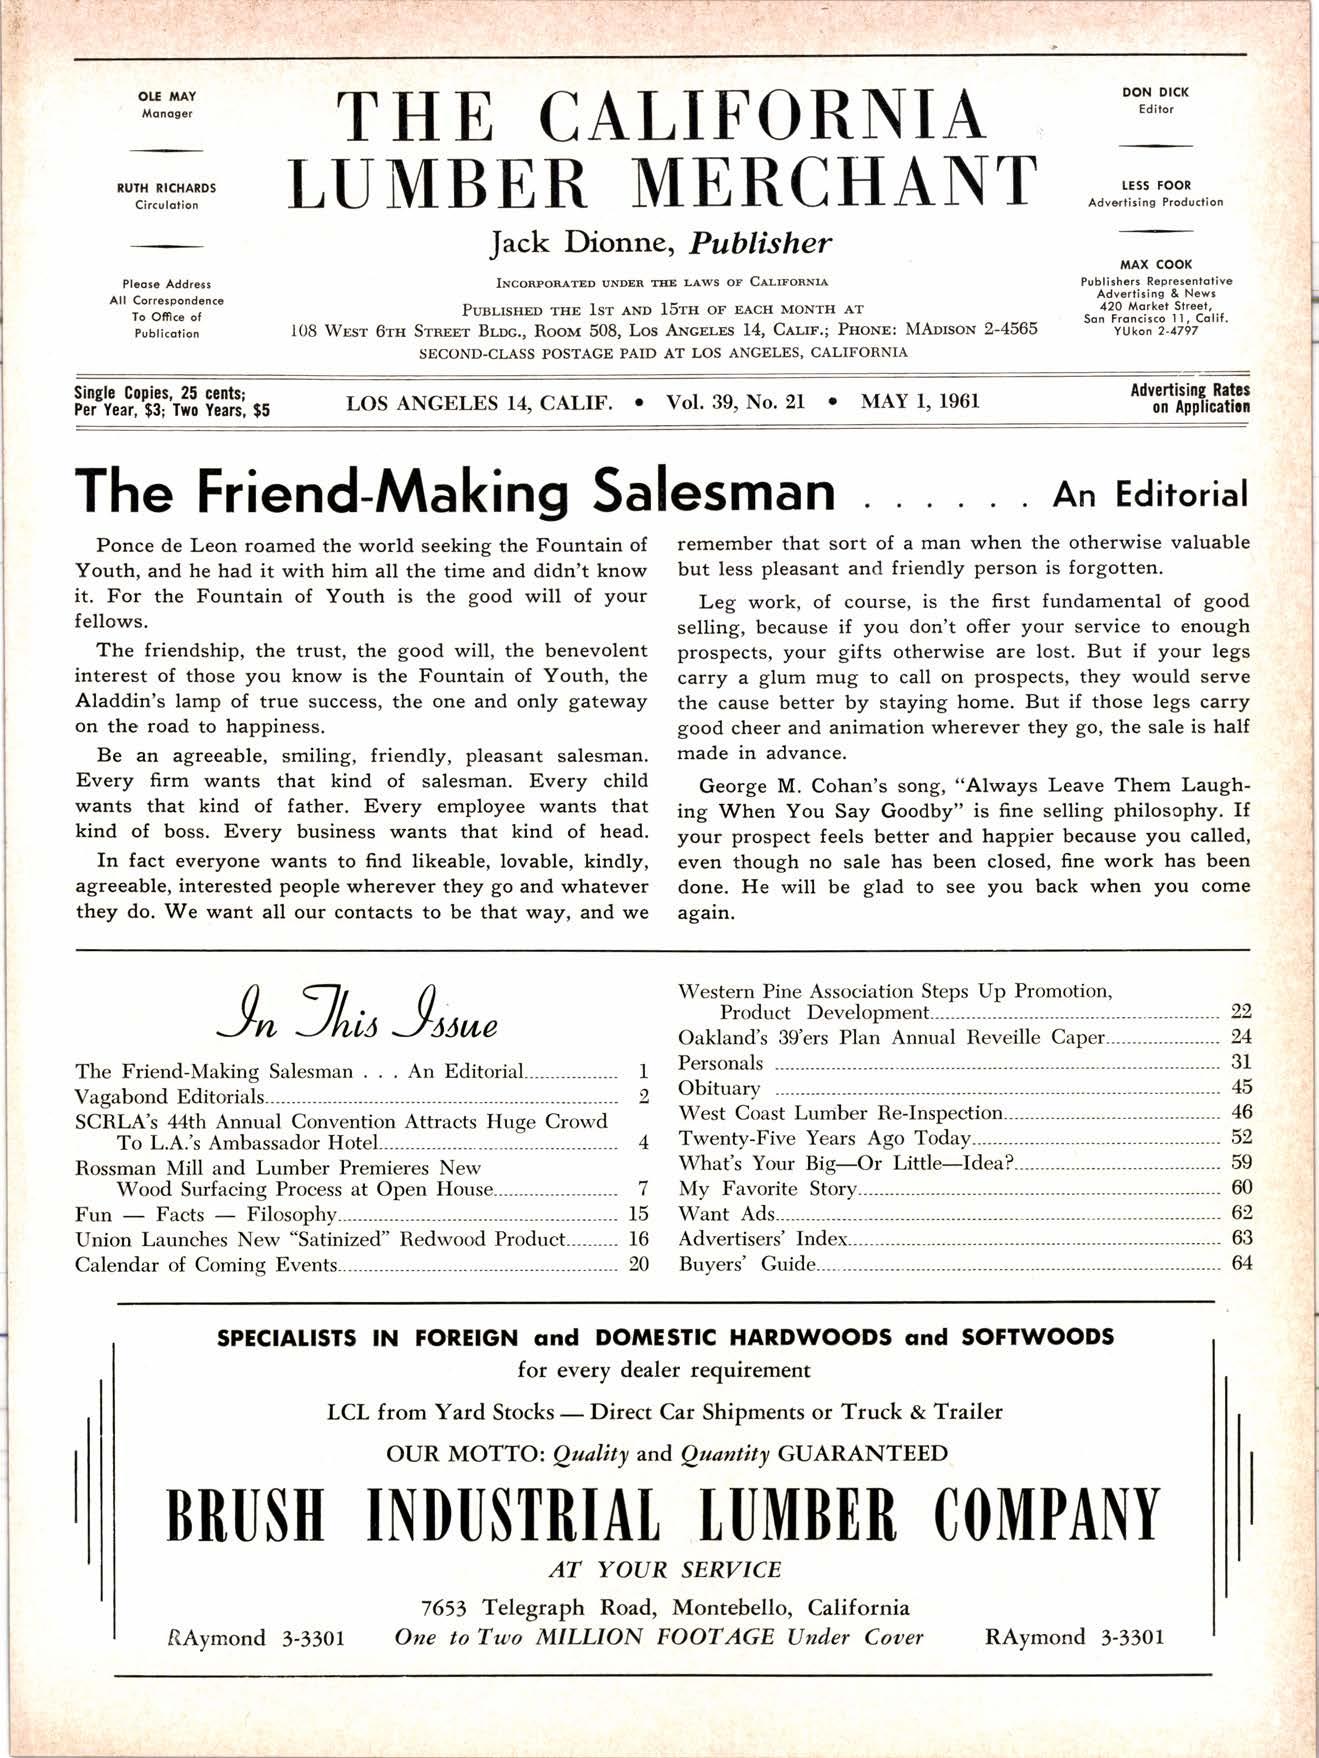 OLE MAY
Manager
RUTH RICHARDS
Circulation
Please Address
All Correspondence
To Office of
Publication
THE CALIFORNIA
LUMBER MERCHANT
Jack Dionne, Publisher
INCORPORATED UNDER THE LAWS OF CALIFORNIA
PUBLISHED THE 1ST AND 15TH OF EACH MONTH AT
108 WEST 6TH STREET BLDG., ROOM 508, LOS ANGELES 14, CALIF.; PHONE: MADISON 2-4565
SECOND-CLASS POSTAGE PAID AT LOS ANGELES, CALIFORNIA
DON DICK
Editor
LESS FOOR
Advertising Production
MAX COOK
Publishers Representative
Advertising & News
420 Market Street,
San Francisco 11, Calif.
YUkon 2-4797
Single Copies, 25 cents;
Per Year, $3; Two Years, $5
LOS ANGELES 14, CALIF. • Vol. 39, No. 21 • MAY 1, 1961
Advertising Rates
on Application
The Friend-Making Salesman . . . . . . An Editorial
Ponce de Leon roamed the world seeking the Fountain of
Youth, and he had it with him all the time and didn't know
it. For the Fountain of Youth is the good will of your
fellows.
The friendship, the trust, the good will, the benevolent
interest of those you know is the Fountain of Youth, the
Aladdin's lamp of true success, the one and only gateway
on the road to happiness.
Be an agreeable, smiling, friendly, pleasant salesman.
Every firm wants that kind of salesman. Every child
wants that kind of father. Every employee wants that
kind of boss. Every business wants that kind of head.
In fact everyone wants to find likeable, lovable, kindly,
agreeable, interested people wherever they go and whatever
they do. We want all our contacts to be that way, and we
remember that sort of a man when the otherwise valuable
but less pleasant and friendly person is forgotten.
Leg work, of course, is the first fundamental of good
selling, because if you don't offer your service to enough
prospects, your gifts otherwise are lost. But if your legs
carry a glum mug to call on prospects, they would serve
the cause better by staying home. But if those legs carry
good cheer and animation wherever they go, the sale is half
made in advance.
George M. Cohan's song, "Always Leave Them Laugh-
ing When You Say Goodby" is fine selling philosophy. If
your prospect feels better and happier because you called,
even though no sale has been closed, fine work has been
done. He will be glad to see you back when you come
again.
In This Issue
The Friend-Making Salesman . . . An Editorial 1
Vagabond Editorials 2
SCRLA's 44th Annual Convention Attracts Huge Crowd
To L.A.'s Ambassador Hotel 4
Rossman Mill and Lumber Premieres New
Wood Surfacing Process at Open House 7
Fun — Facts — Filosophy 15
Union Launches New "Satinized" Redwood Product 16
Calendar of Coming Events 20
Western Pine Association Steps Up Promotion,
Product Development 22
Oakland's 39'ers Plan Annual Reveille Caper 24
Personals 31
Obituary 45
West Coast Lumber Re-Inspection 46
Twenty-Five Years Ago Today 52
What's Your Big—Or Little—Idea? 59
My Favorite Story 60
Want Ads 62
Advertisers' Index 63
Buyers' Guide 64
SPECIALISTS IN FOREIGN and DOMESTIC HARDWOODS and SOFTWOODS
for every dealer requirement
LCL from Yard Stocks — Direct Car Shipments or Truck & Trailer
OUR MOTTO: Quality and Quantity GUARANTEED
BRUSH INDUSTRIAL LUMBER COMPANY
AT YOUR SERVICE
7653 Telegraph Road, Montebello, California
RAymond 3-3301 One to Two MILLION FOOTAGE Under Cover RAymond 3-3301